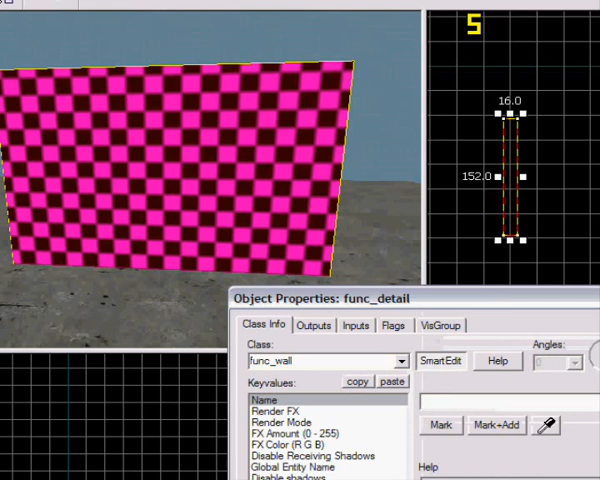 S
16.0
152.0
Object Properties: func_detail
Class Info Outputs Inputs Flags VisGroup
Class: Angles:
func_wall SmartEdit Help 0
Keyvalues: copy paste
Name
Render FX
Render Mode
FX Amount (0 - 255)
FX Color (R G B)
Disable Receiving Shadows
Global Entity Name
Disable shadows
Mark Mark+Add
Help